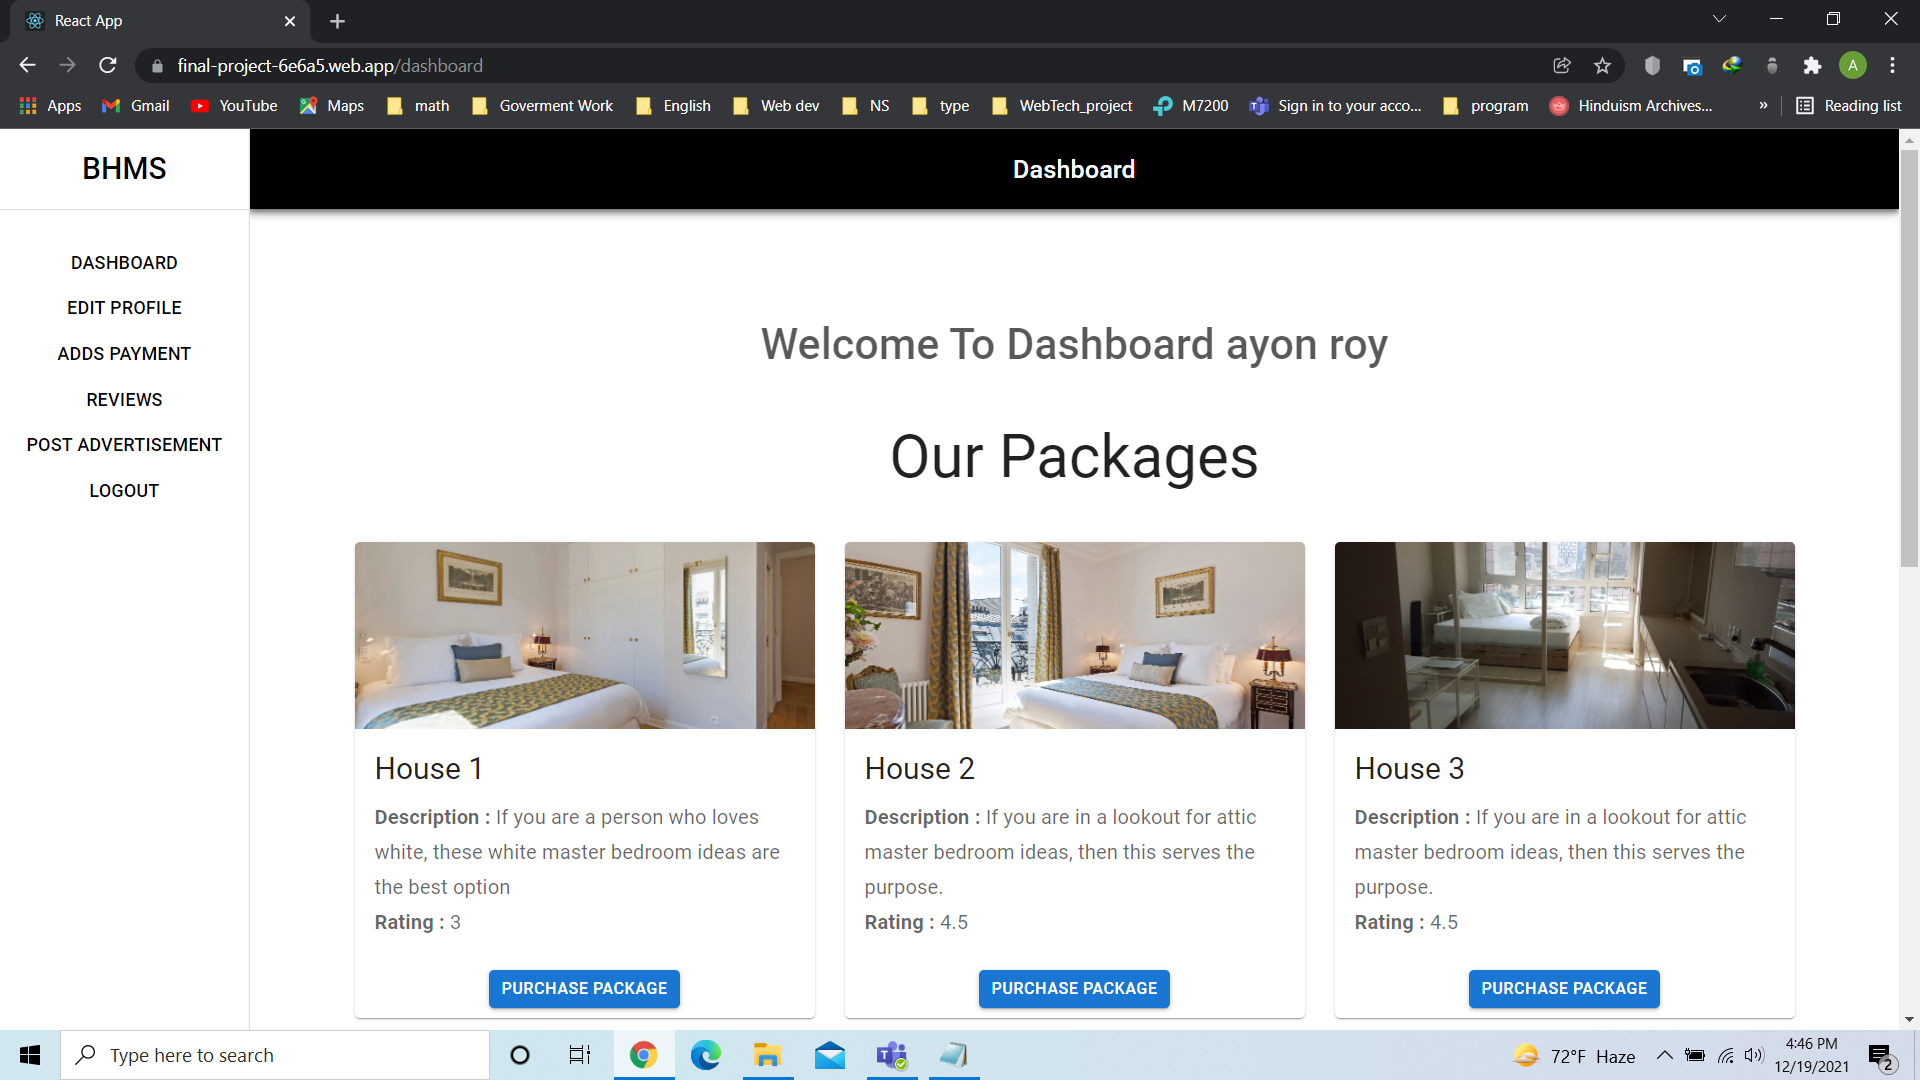 React App
final-project-6e6a5.web.app/dashboard
A
Apps
Gmail
YouTube
Maps
math
Goverment Work
English
Web dev
NS
type
WebTech_project
M7200
Sign in to your acco...
program
Hinduism Archives...
»
Reading list
BHMS
Dashboard
DASHBOARD
EDIT PROFILE
ADDS PAYMENT
REVIEWS
POST ADVERTISEMENT
LOGOUT
Welcome To Dashboard ayon roy
Our Packages
House 1
Description : If you are a person who loves
white, these white master bedroom ideas are
the best option
Rating : 3
PURCHASE PACKAGE
House 2
Description : If you are in a lookout for attic
master bedroom ideas, then this serves the
purpose.
Rating : 4.5
PURCHASE PACKAGE
House 3
Description : If you are in a lookout for attic
master bedroom ideas, then this serves the
purpose.
Rating : 4.5
PURCHASE PACKAGE
Type here to search
72°F Haze
4:46 PM
12/19/2021
2